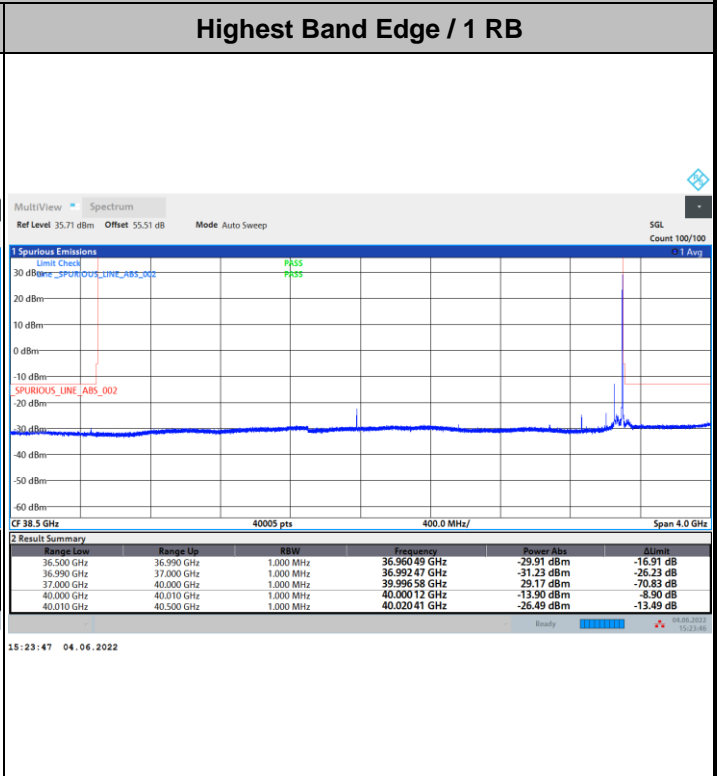 Highest Band Edge / 1 RB
MultiView Spectrum
Ref Level 35.71 dBm Offset 55.51 dB Mode Auto Sweep SGL
Count 100/100
1 Spurious Emissions 1 Avg
Limit Check PASS
30 dBm Line _SPURIOUS_LINE_ABS_002 PASS
20 dBm
10 dBm
0 dBm
-10 dBm
_SPURIOUS_LINE_ABS_002
-20 dBm
-30 dBm
-40 dBm
-50 dBm
-60 dBm
CF 38.5 GHz 40005 pts 400.0 MHz/ Span 4.0 GHz
2 Result Summary
Range Low Range Up RBW Frequency Power Abs ΔLimit
36.500 GHz 36.990 GHz 1.000 MHz 36.960 49 GHz -29.91 dBm -16.91 dB
36.990 GHz 37.000 GHz 1.000 MHz 36.992 47 GHz -31.23 dBm -26.23 dB
37.000 GHz 40.000 GHz 1.000 MHz 39.996 58 GHz 29.17 dBm -70.83 dB
40.000 GHz 40.010 GHz 1.000 MHz 40.000 12 GHz -13.90 dBm -8.90 dB
40.010 GHz 40.500 GHz 1.000 MHz 40.020 41 GHz -26.49 dBm -13.49 dB
Ready 04.06.2022
15:23:46
15:23:47 04.06.2022